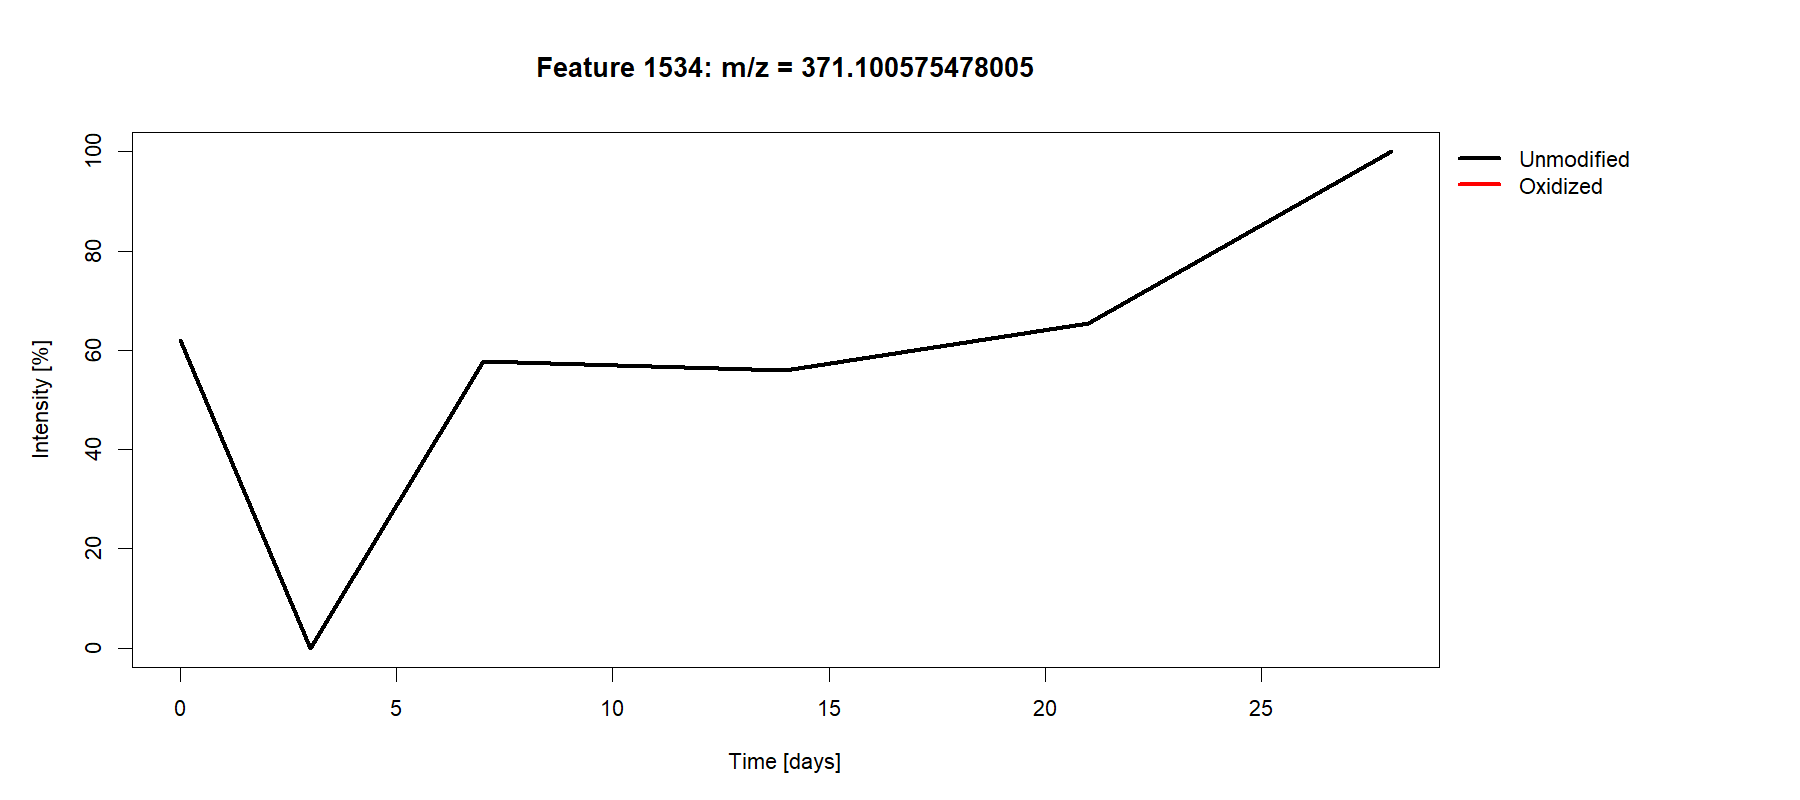 Feature 1534: m/z = 371.100575478005
Unmodified
Oxidized
100
80
60
40
20
0
Intensity [%]
0 5 10 15 20 25
Time [days]